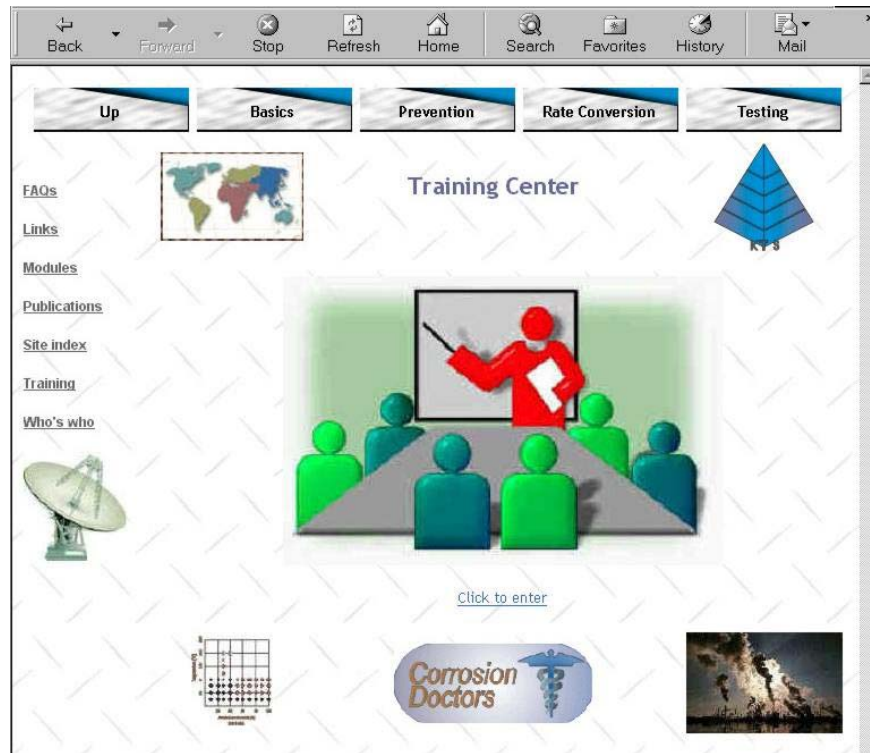 Back Forward Stop Refresh Home Search Favorites History Mail
Up Basics Prevention Rate Conversion Testing
Training Center
KTS
FAQs
Links
Modules
Publications
Site index
Training
Who's who
Click to enter
Corrosion
Doctors